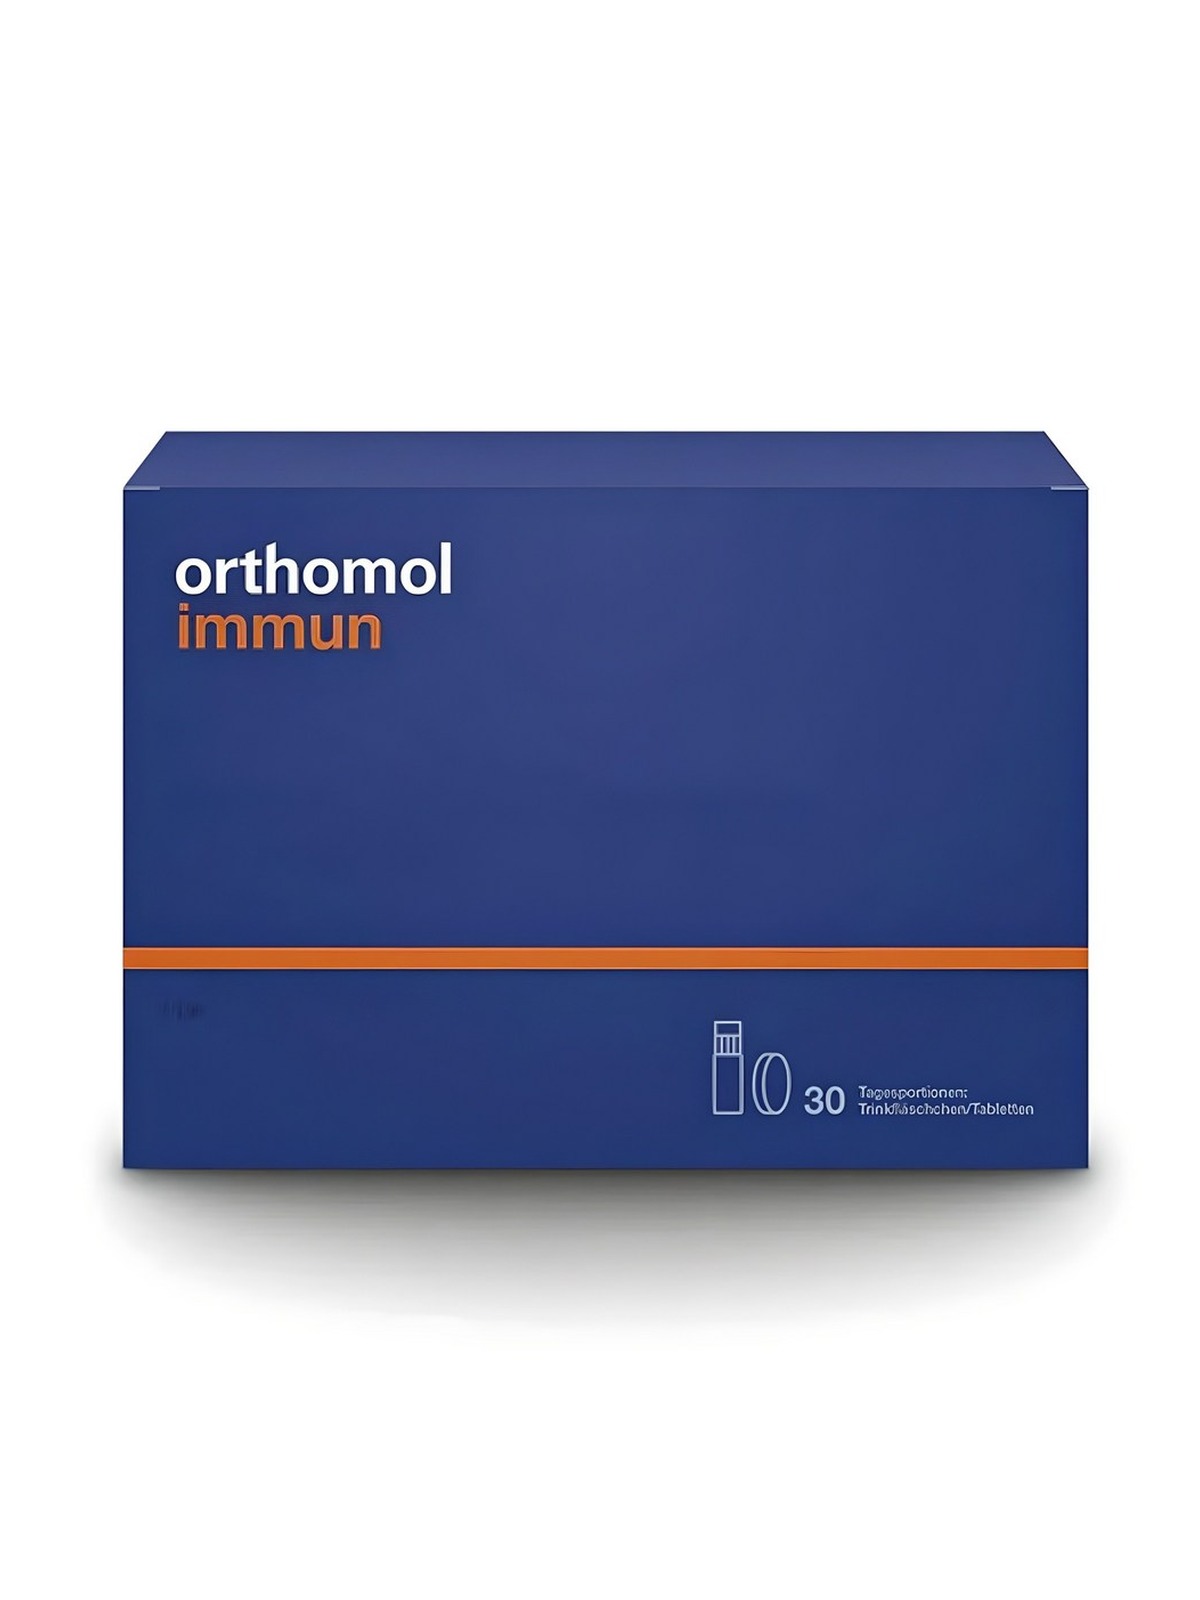 orthomol
immun
30
Tagesportionen:
Trinkfläschchen/Tabletten